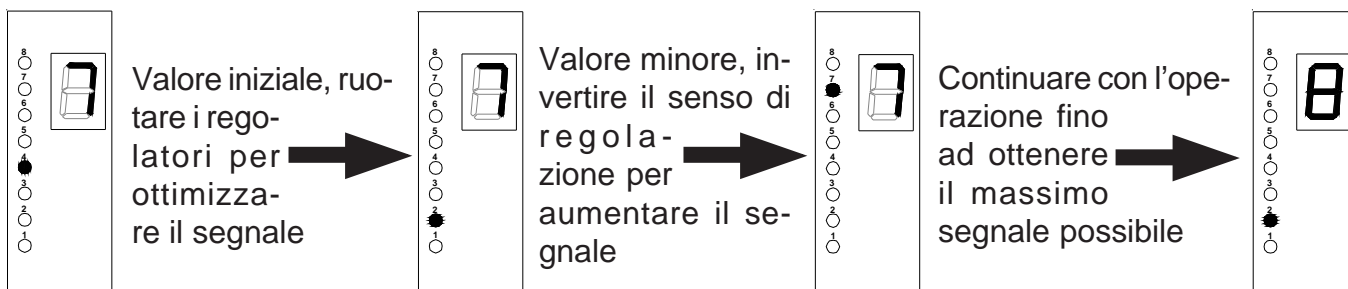 8
7
6
5
4
3
2
1
7
Valore iniziale, ruo-
tare i rego-
latori per
ottimizza-
re il segnale
8
7
6
5
4
3
2
1
7
Valore minore, in-
vertire il senso di
regola-
zione per
aumentare il se-
gnale
8
7
6
5
4
3
2
1
7
Continuare con l’ope-
razione fino
ad ottenere
il massimo
segnale possibile
8
7
6
5
4
3
2
1
8